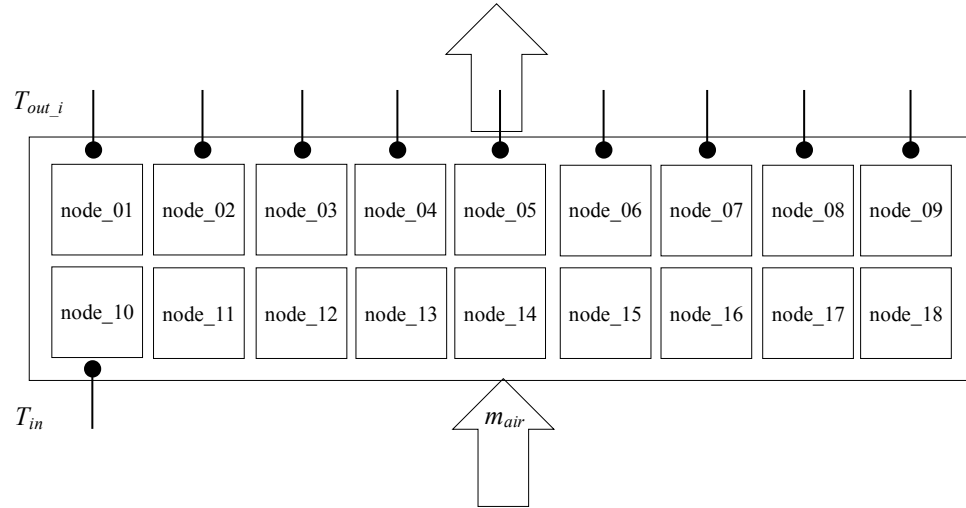 T_out_i
node_01 node_02 node_03 node_04 node_05 node_06 node_07 node_08 node_09
node_10 node_11 node_12 node_13 node_14 node_15 node_16 node_17 node_18
T_in
m_air